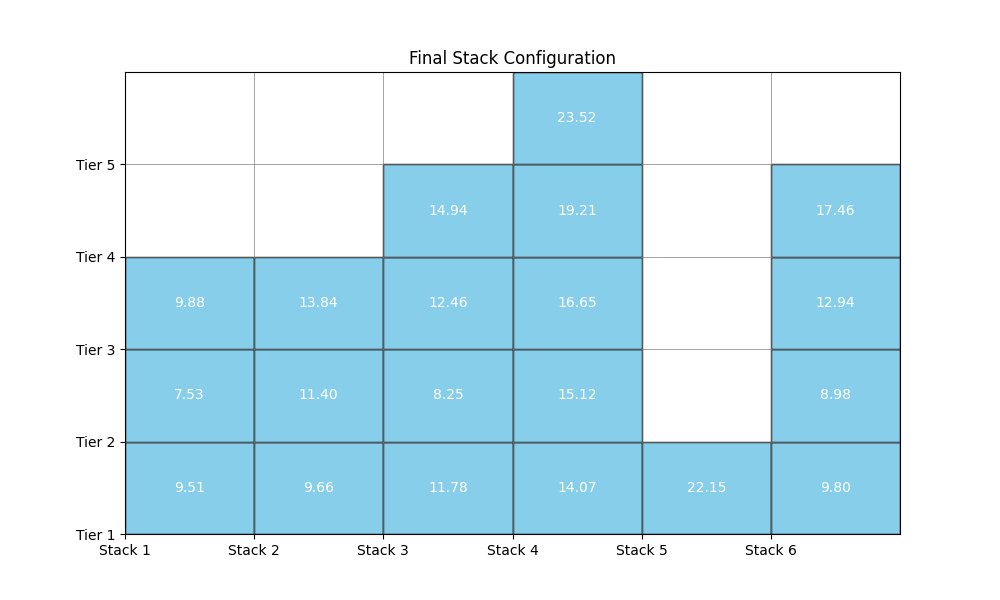 Final Stack Configuration
23.52
Tier 5
14.94 19.21 17.46
Tier 4
9.88 13.84 12.46 16.65 12.94
Tier 3
7.53 11.40 8.25 15.12 8.98
Tier 2
9.51 9.66 11.78 14.07 22.15 9.80
Tier 1
Stack 1 Stack 2 Stack 3 Stack 4 Stack 5 Stack 6